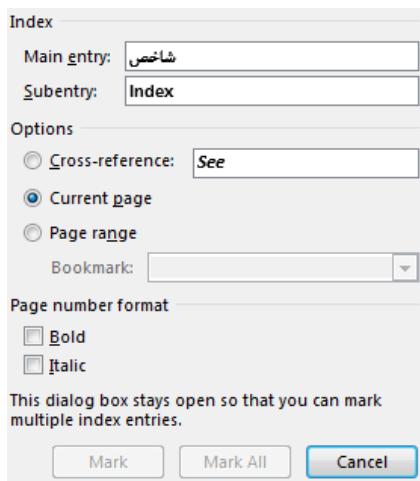 Index
Main entry: شاخص
Subentry: Index
Options
Cross-reference: See
Current page
Page range
Bookmark:
Page number format
Bold
Italic
This dialog box stays open so that you can mark
multiple index entries.
Mark Mark All Cancel